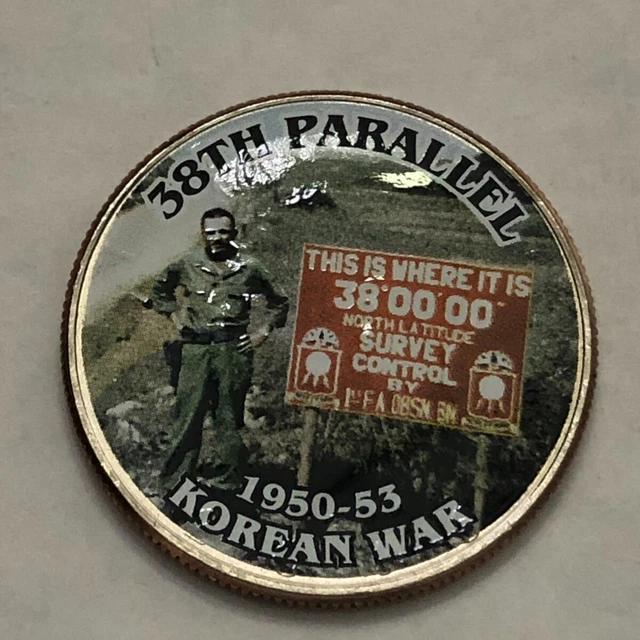 38TH PARALLEL
THIS IS WHERE IT IS
38°00'00"
NORTH LATITUDE
SURVEY
CONTROL
BY
1st F.A. OBSN. BN.
1950-53
KOREAN WAR